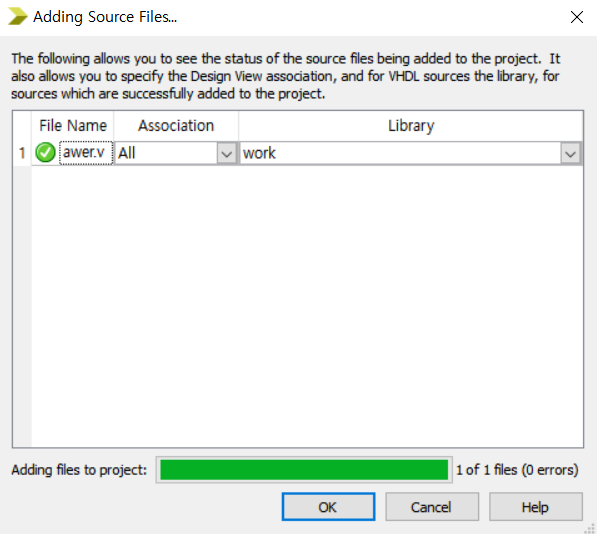 Adding Source Files...
The following allows you to see the status of the source files being added to the project.  It
also allows you to specify the Design View association, and for VHDL sources the library, for
sources which are successfully added to the project.
File Name Association Library
1 awer.v All work
Adding files to project: 1 of 1 files (0 errors)
OK Cancel Help